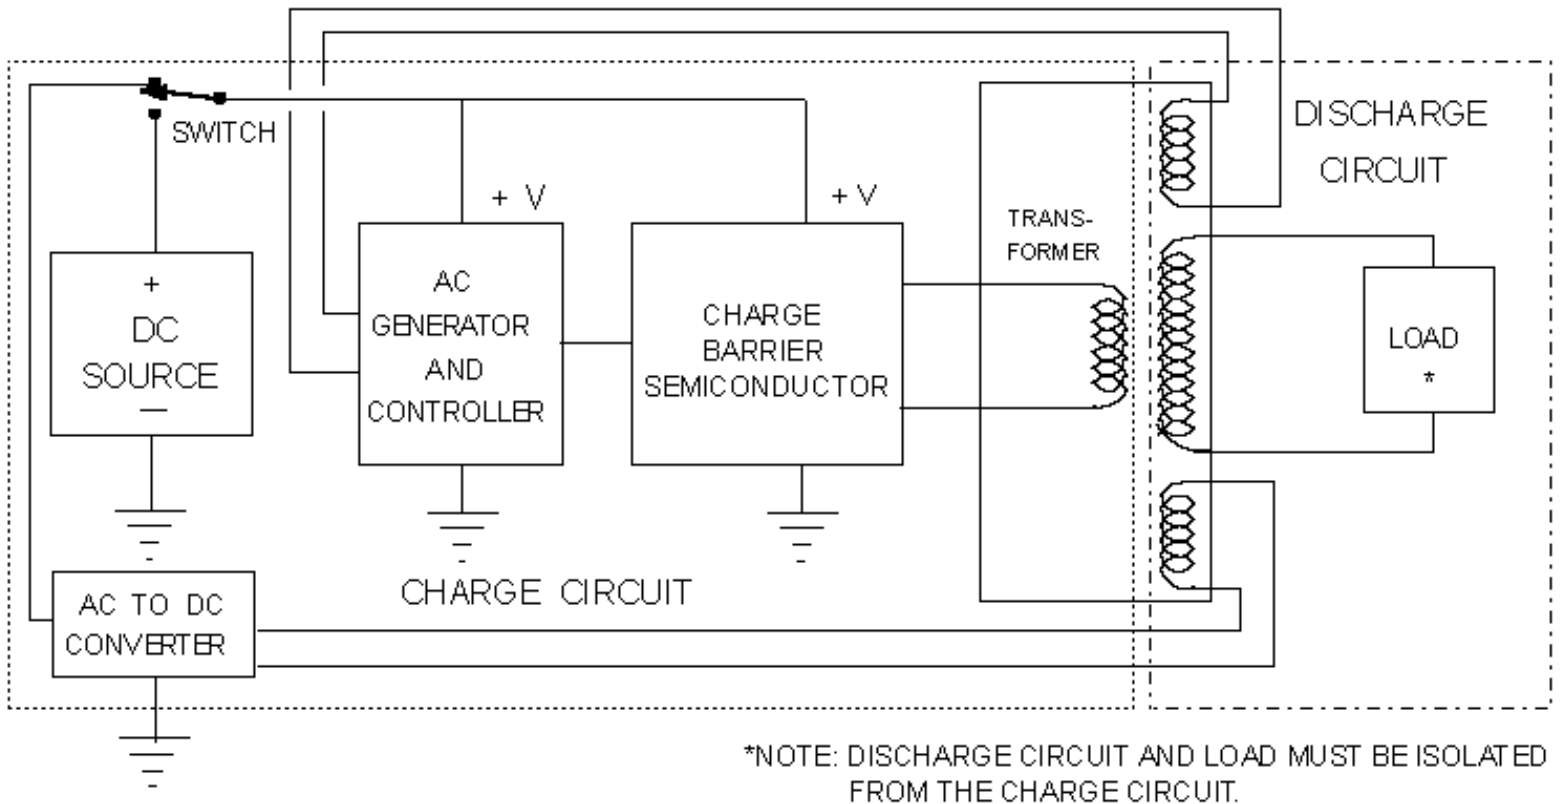 SWITCH
DISCHARGE
CIRCUIT
+ V
+ V
TRANS-
FORMER
+
DC
SOURCE
—
AC
GENERATOR
AND
CONTROLLER
CHARGE
BARRIER
SEMICONDUCTOR
LOAD
*
CHARGE CIRCUIT
AC TO DC
CONVERTER
*NOTE: DISCHARGE CIRCUIT AND LOAD MUST BE ISOLATED
FROM THE CHARGE CIRCUIT.